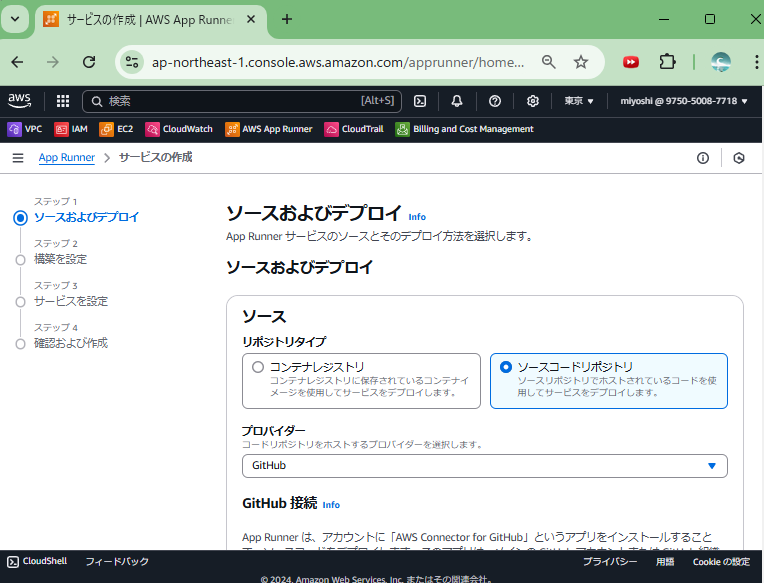 サービスの作成 | AWS App Runne
ap-northeast-1.console.aws.amazon.com/apprunner/home...
aws
検索 [Alt+S]
東京 ▼
miyoshi @ 9750-5008-7718 ▼
VPC IAM EC2 CloudWatch AWS App Runner CloudTrail Billing and Cost Management
App Runner > サービスの作成
ステップ 1
ソースおよびデプロイ
ステップ 2
構築を設定
ステップ 3
サービスを設定
ステップ 4
確認および作成
ソースおよびデプロイ Info
App Runner サービスのソースとそのデプロイ方法を選択します。
ソースおよびデプロイ
ソース
リポジトリタイプ
コンテナレジストリ
コンテナレジストリに保存されているコンテナイ
メージを使用してサービスをデプロイします。
ソースコードリポジトリ
ソースリポジトリでホストされているコードを使
用してサービスをデプロイします。
プロバイダー
コードリポジトリをホストするプロバイダーを選択します。
GitHub
GitHub 接続 Info
App Runner は、アカウントに「AWS Connector for GitHub」というアプリをインストールすること
CloudShell フィードバック プライバシー 用語 Cookie の設定
© 2024, Amazon Web Services, Inc. またはその関連会社。